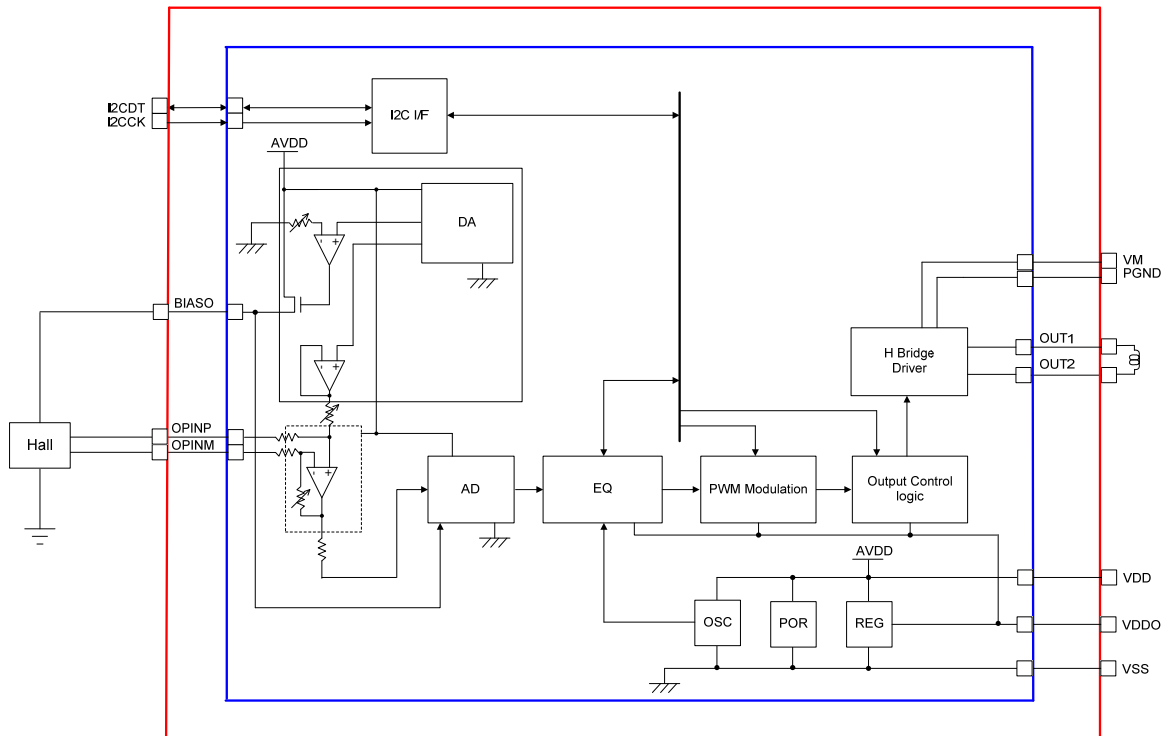 I2CDT
I2CCK
I2C I/F
AVDD
DA
- +
BIASO
VM
PGND
- +
H Bridge
Driver
OUT1
OUT2
Hall
OPINP
OPINM
- +
AD
EQ
PWM Modulation
Output Control
logic
AVDD
OSC
POR
REG
VDD
VDDO
VSS